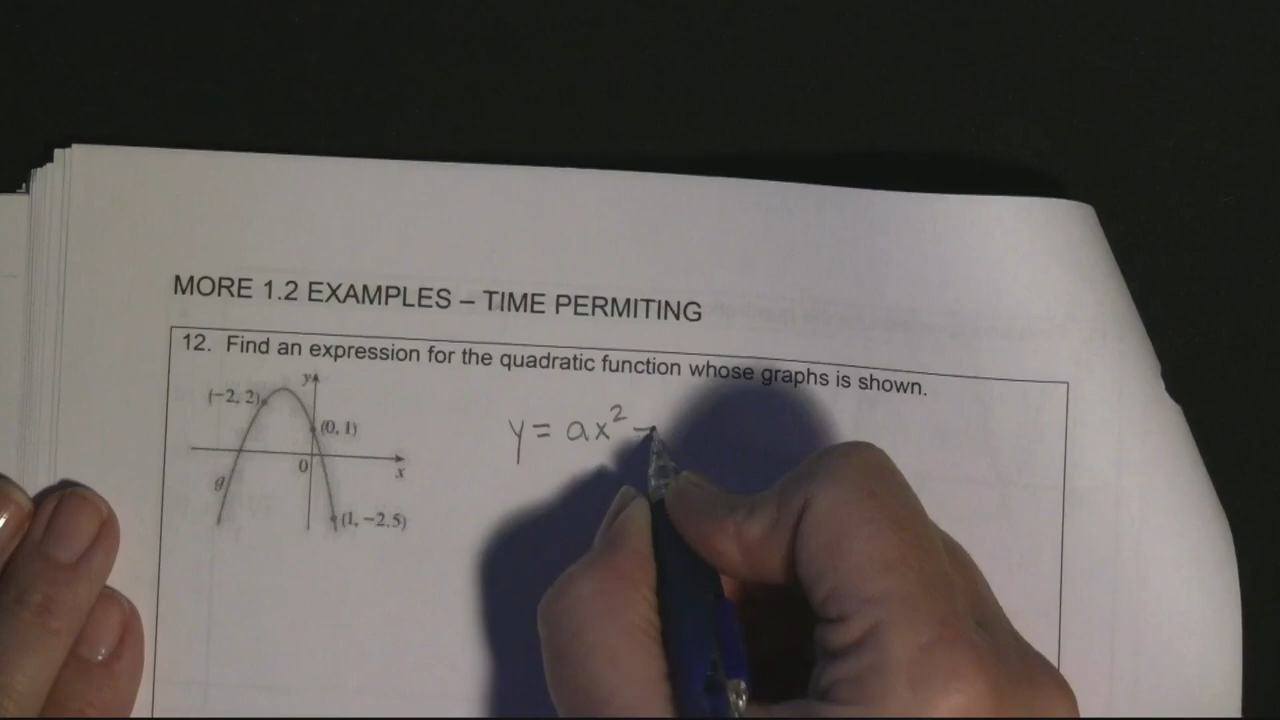 MORE 1.2 EXAMPLES – TIME PERMITING
12. Find an expression for the quadratic function whose graphs is shown.
y
(−2, 2)
(0, 1)
y = ax²
0
x
g
(1, −2.5)